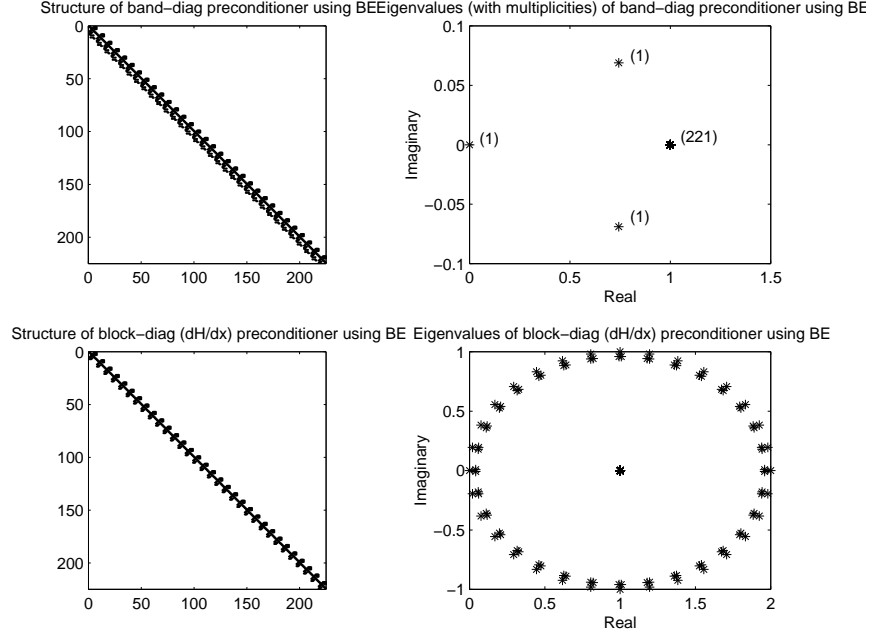 Structure of band−diag preconditioner using BE
Eigenvalues (with multiplicities) of band−diag preconditioner using BE
0
50
100
150
200
0 50 100 150 200
Imaginary
0.1
0.05
0
−0.05
−0.1
(1)
(1)
(221)
(1)
0 0.5 1 1.5
Real
Structure of block−diag (dH/dx) preconditioner using BE
Eigenvalues of block−diag (dH/dx) preconditioner using BE
0
50
100
150
200
0 50 100 150 200
Imaginary
1
0.5
0
−0.5
−1
0 0.5 1 1.5 2
Real